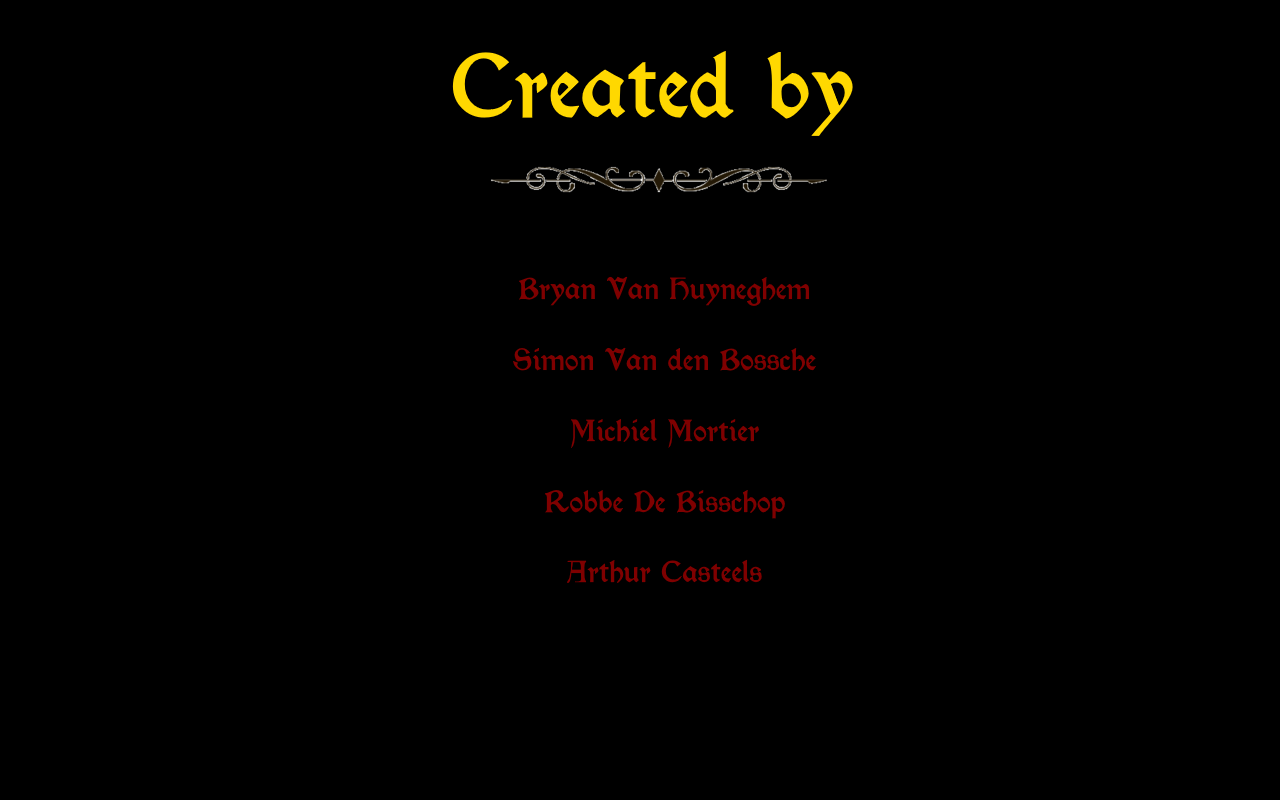 Created by
Bryan Van Huyneghem
Simon Van den Bossche
Michiel Mortier
Robbe De Bisschop
Arthur Casteels